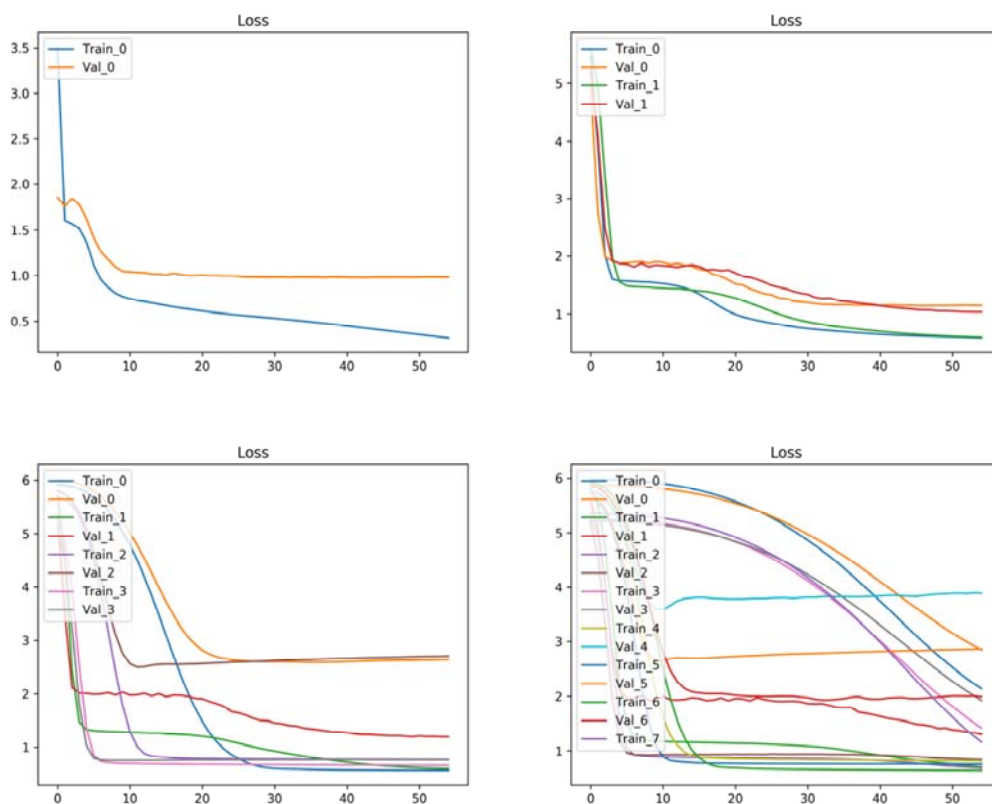 Loss
3.5
3.0
2.5
2.0
1.5
1.0
0.5
Train_0
Val_0
0 10 20 30 40 50
Loss
5
4
3
2
1
Train_0
Val_0
Train_1
Val_1
0 10 20 30 40 50
Loss
6
5
4
3
2
1
Train_0
Val_0
Train_1
Val_1
Train_2
Val_2
Train_3
Val_3
0 10 20 30 40 50
Loss
6
5
4
3
2
1
Train_0
Val_0
Train_1
Val_1
Train_2
Val_2
Train_3
Val_3
Train_4
Val_4
Train_5
Val_5
Train_6
Val_6
Train_7
0 10 20 30 40 50